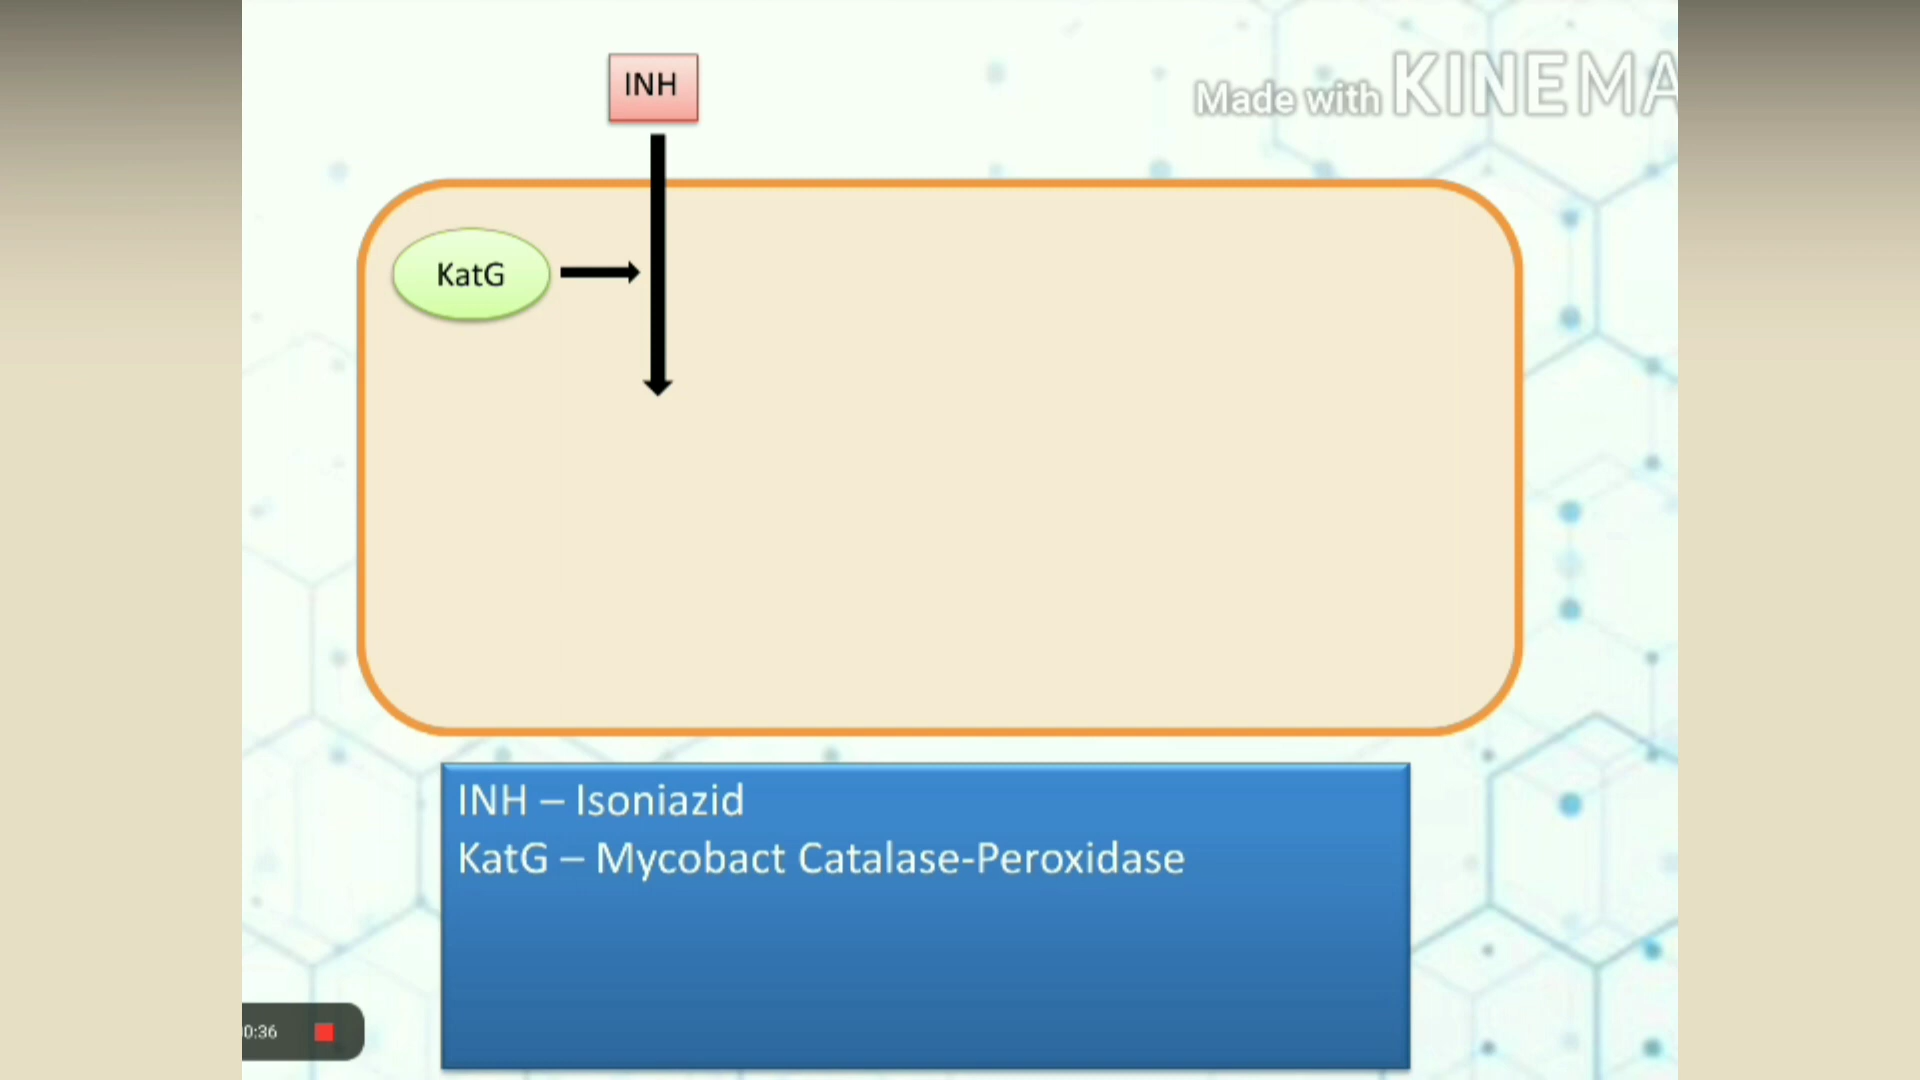 INH
Made with KINEMA
KatG
INH – Isoniazid
KatG – Mycobact Catalase-Peroxidase
0:36